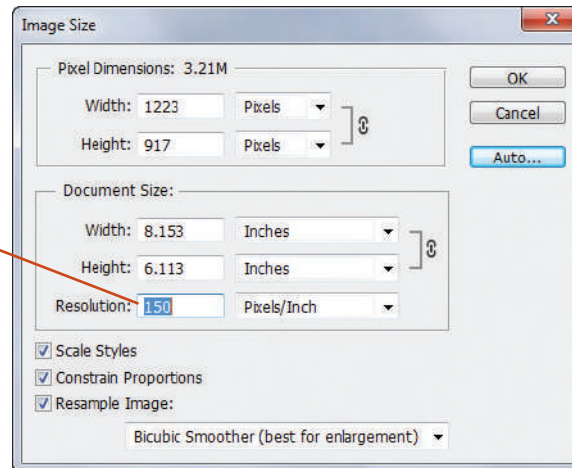 Image Size
Pixel Dimensions: 3.21M
Width: 1223 Pixels
Height: 917 Pixels
OK
Cancel
Auto...
Document Size:
Width: 8.153 Inches
Height: 6.113 Inches
Resolution: 150 Pixels/Inch
Scale Styles
Constrain Proportions
Resample Image:
Bicubic Smoother (best for enlargement)